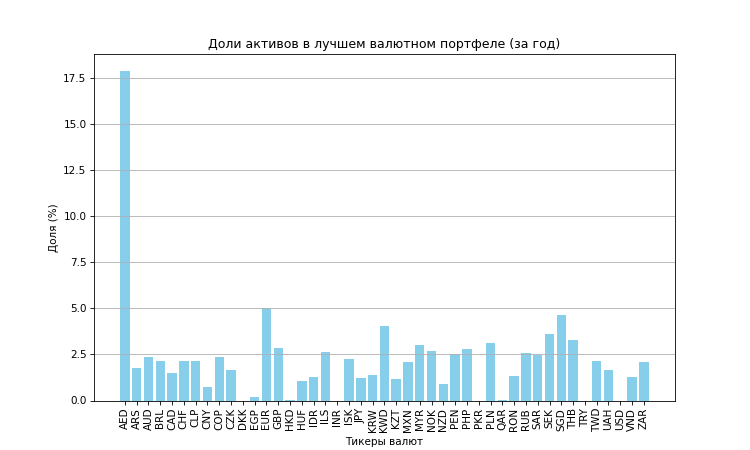 Доли активов в лучшем валютном портфеле (за год)
17.5
15.0
12.5
10.0
7.5
5.0
2.5
0.0
Доля (%)
AED ARS AUD BRL CAD CHF CLP CNY COP CZK DKK EGP EUR GBP HKD HUF IDR ILS INR ISK JPY KRW KWD KZT MXN MYR NOK NZD PEN PHP PKR PLN QAR RON RUB SAR SEK SGD THB TRY TWD UAH USD VND ZAR
Тикеры валют